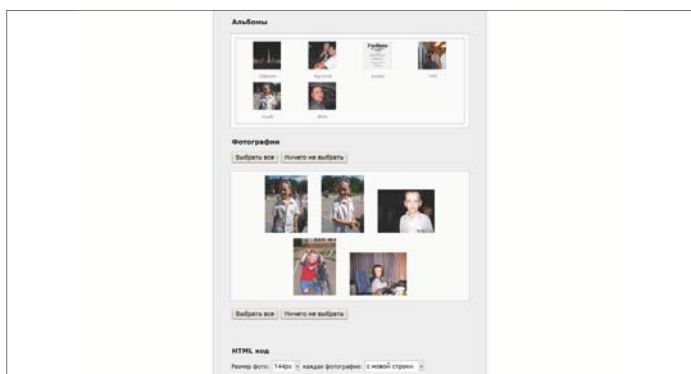 Альбомы
Фотографии
Выбрать все Ничего не выбрать
Выбрать все Ничего не выбрать
HTML код
Размер фото: 144px каждая фотография: с новой строки